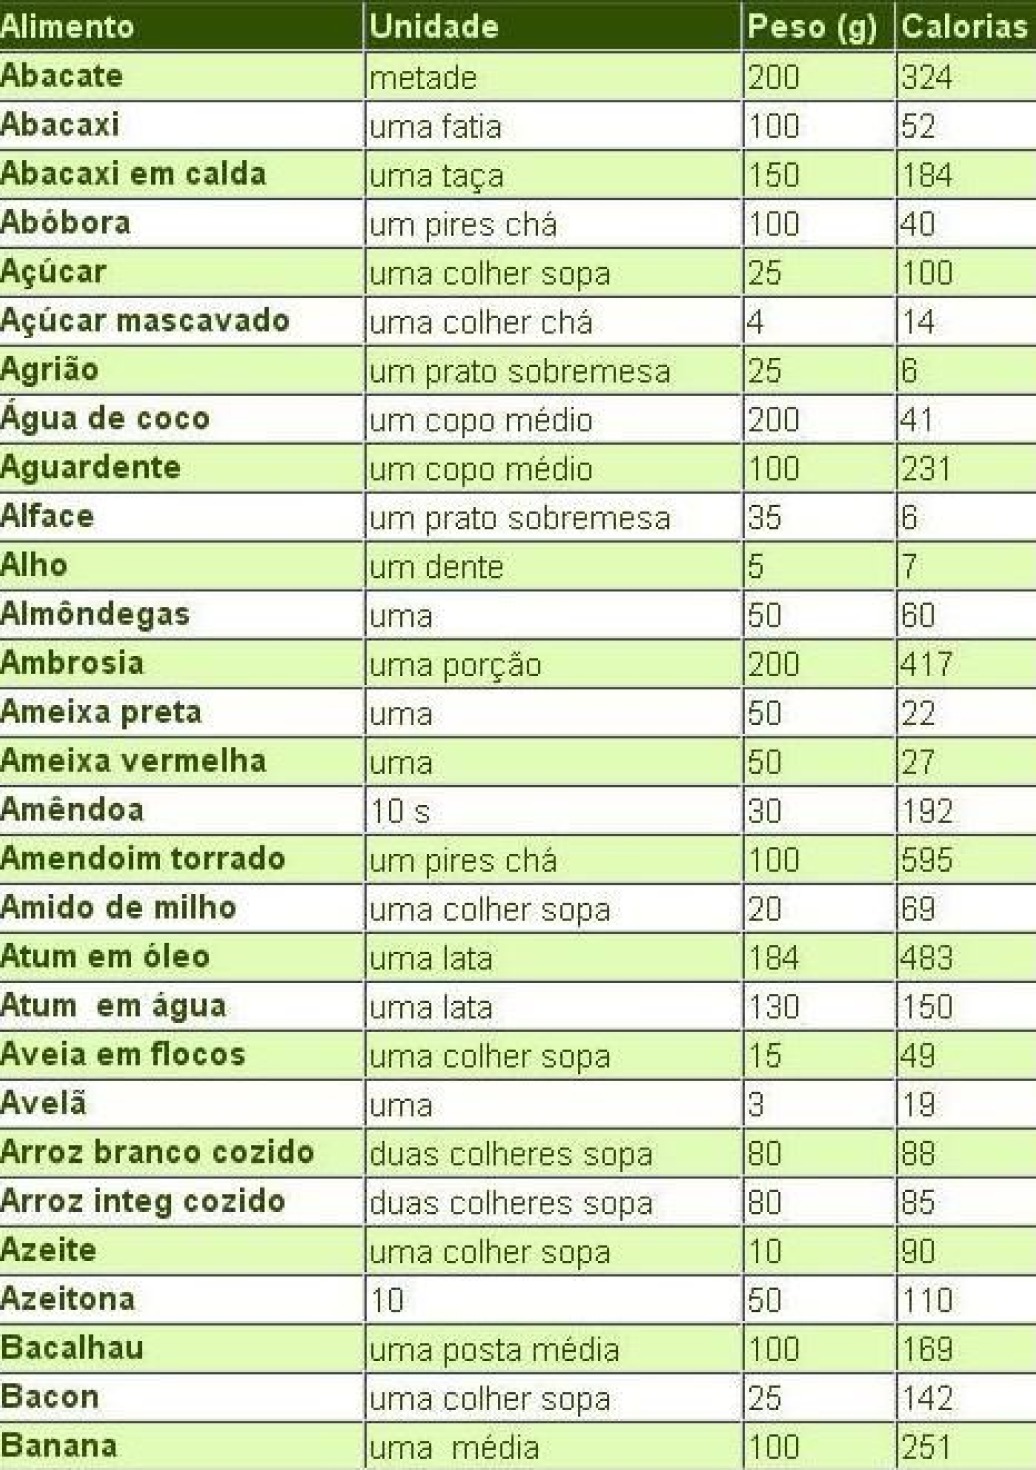 Alimento Unidade Peso (g) Calorias
Abacate metade 200 324
Abacaxi uma fatia 100 52
Abacaxi em calda uma taça 150 184
Abóbora um pires chá 100 40
Açúcar uma colher sopa 25 100
Açúcar mascavado uma colher chá 4 14
Agrião um prato sobremesa 25 6
Água de coco um copo médio 200 41
Aguardente um copo médio 100 231
Alface um prato sobremesa 35 6
Alho um dente 5 7
Almôndegas uma 50 60
Ambrosia uma porção 200 417
Ameixa preta uma 50 22
Ameixa vermelha uma 50 27
Amêndoa 10 s 30 192
Amendoim torrado um pires chá 100 595
Amido de milho uma colher sopa 20 69
Atum em óleo uma lata 184 483
Atum em água uma lata 130 150
Aveia em flocos uma colher sopa 15 49
Avelã uma 3 19
Arroz branco cozido duas colheres sopa 80 88
Arroz integ cozido duas colheres sopa 80 85
Azeite uma colher sopa 10 90
Azeitona 10 50 110
Bacalhau uma posta média 100 169
Bacon uma colher sopa 25 142
Banana uma média 100 251